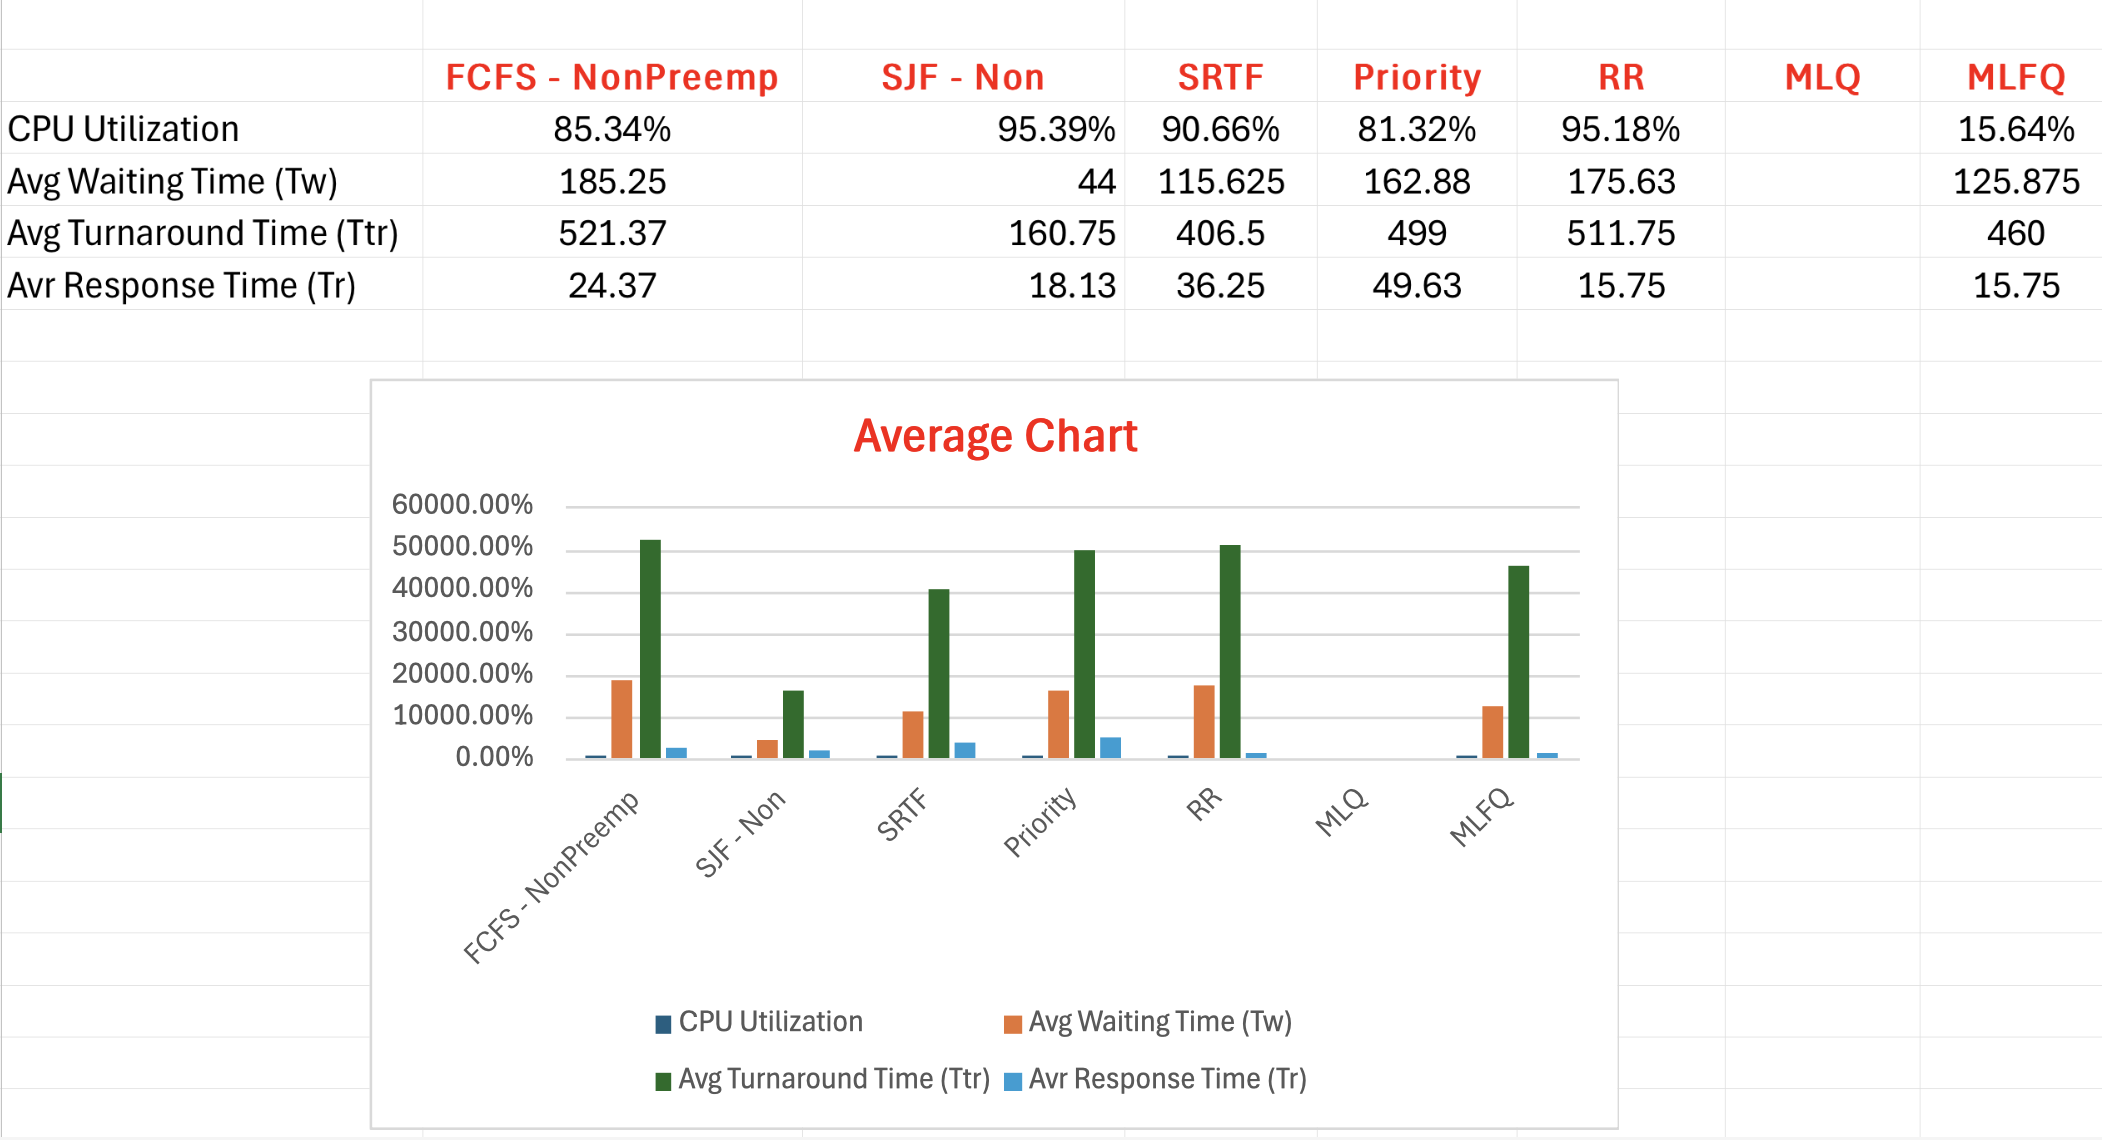 FCFS - NonPreemp SJF - Non SRTF Priority RR MLQ MLFQ
CPU Utilization 85.34% 95.39% 90.66% 81.32% 95.18% 15.64%
Avg Waiting Time (Tw) 185.25 44 115.625 162.88 175.63 125.875
Avg Turnaround Time (Ttr) 521.37 160.75 406.5 499 511.75 460
Avr Response Time (Tr) 24.37 18.13 36.25 49.63 15.75 15.75
Average Chart
60000.00%
50000.00%
40000.00%
30000.00%
20000.00%
10000.00%
0.00%
FCFS - NonPreemp
SJF - Non
SRTF
Priority
RR
MLQ
MLFQ
CPU Utilization Avg Waiting Time (Tw)
Avg Turnaround Time (Ttr) Avr Response Time (Tr)